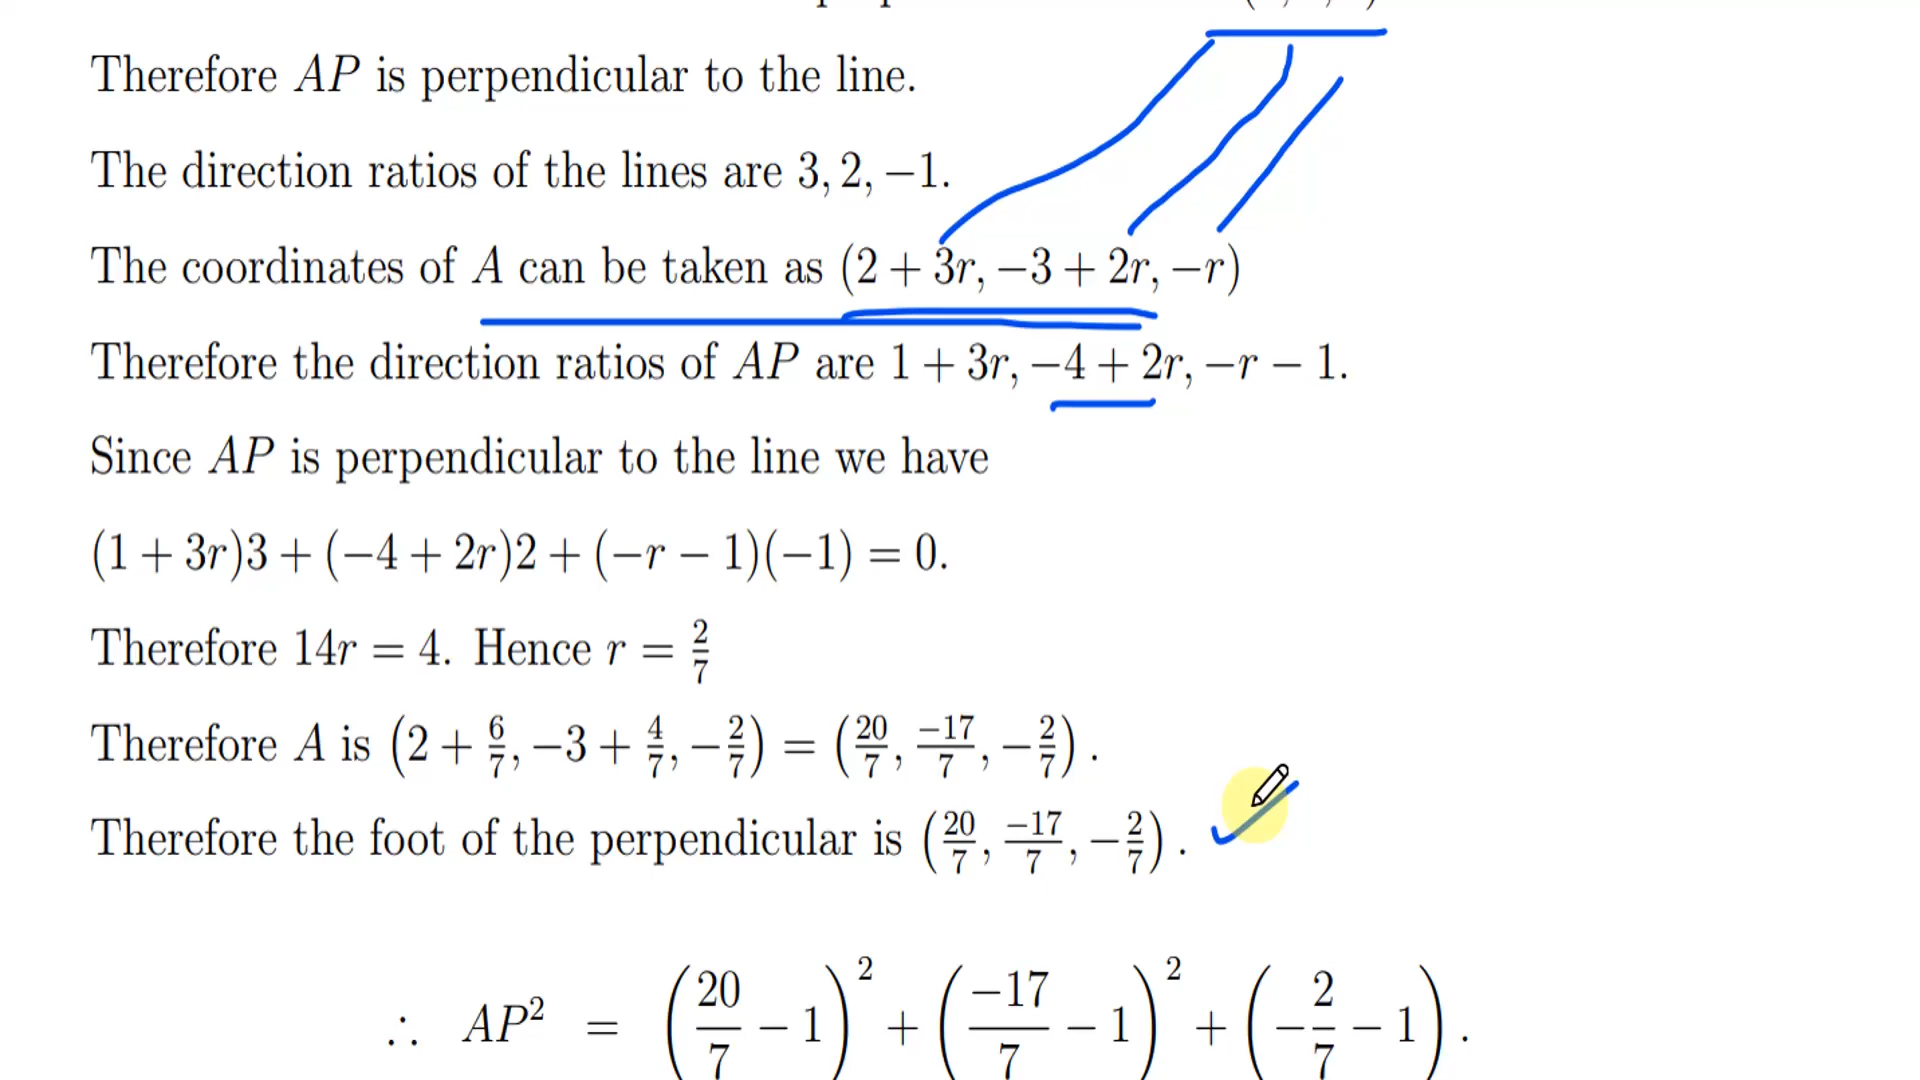 Therefore AP is perpendicular to the line.
The direction ratios of the lines are 3, 2, −1.
The coordinates of A can be taken as (2 + 3r, −3 + 2r, −r)
Therefore the direction ratios of AP are 1 + 3r, −4 + 2r, −r − 1.
Since AP is perpendicular to the line we have
(1 + 3r)3 + (−4 + 2r)2 + (−r − 1)(−1) = 0.
Therefore 14r = 4. Hence r = 2/7
Therefore A is (2 + 6/7, −3 + 4/7, −2/7) = (20/7, −17/7, −2/7).
Therefore the foot of the perpendicular is (20/7, −17/7, −2/7).
∴ AP² = (20/7 − 1)² + (−17/7 − 1)² + (−2/7 − 1).